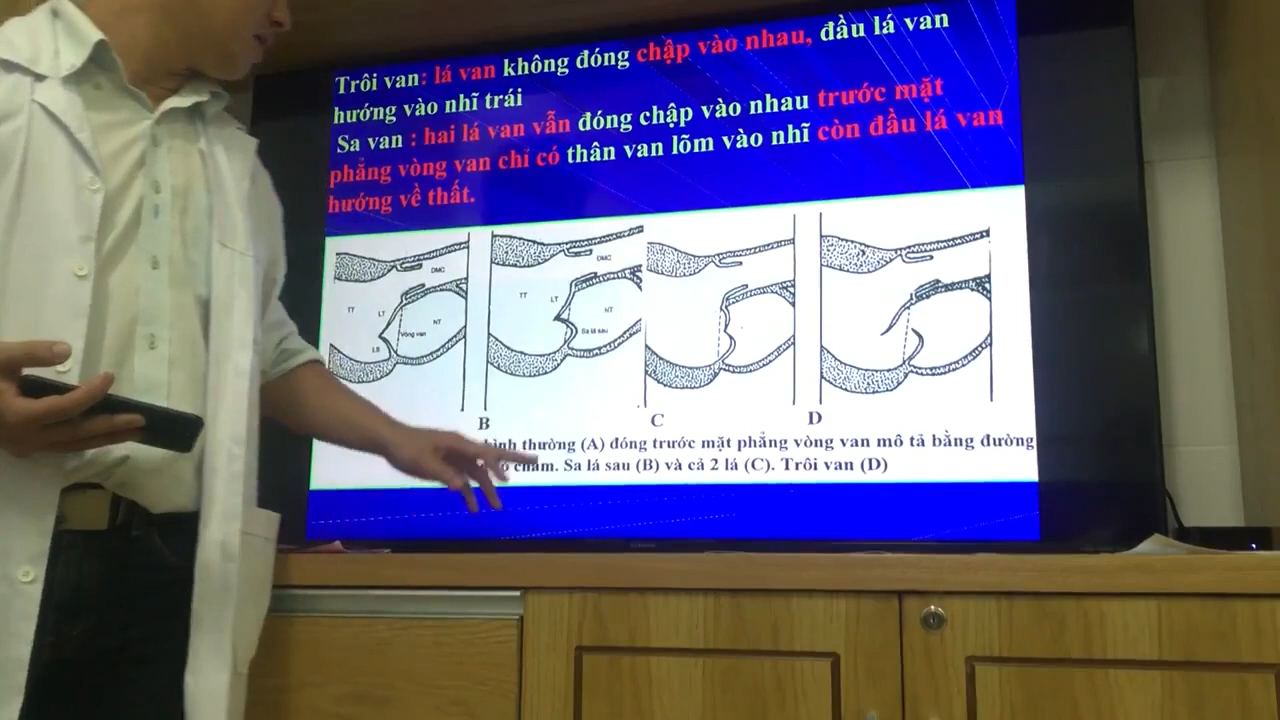 Trôi van: lá van không đóng chập vào nhau, đầu lá van
hướng vào nhĩ trái
Sa van : hai lá van vẫn đóng chập vào nhau trước mặt
phẳng vòng van chỉ có thân van lõm vào nhĩ còn đầu lá van
hướng về thất.
ĐMC
TT
LT
NT
Vòng van
LS
ĐMC
TT
LT
NT
Sa lá sau
B
C
D
thường (A) đóng trước mặt phẳng vòng van mô tả bằng đường
chấm. Sa lá sau (B) và cả 2 lá (C). Trôi van (D)